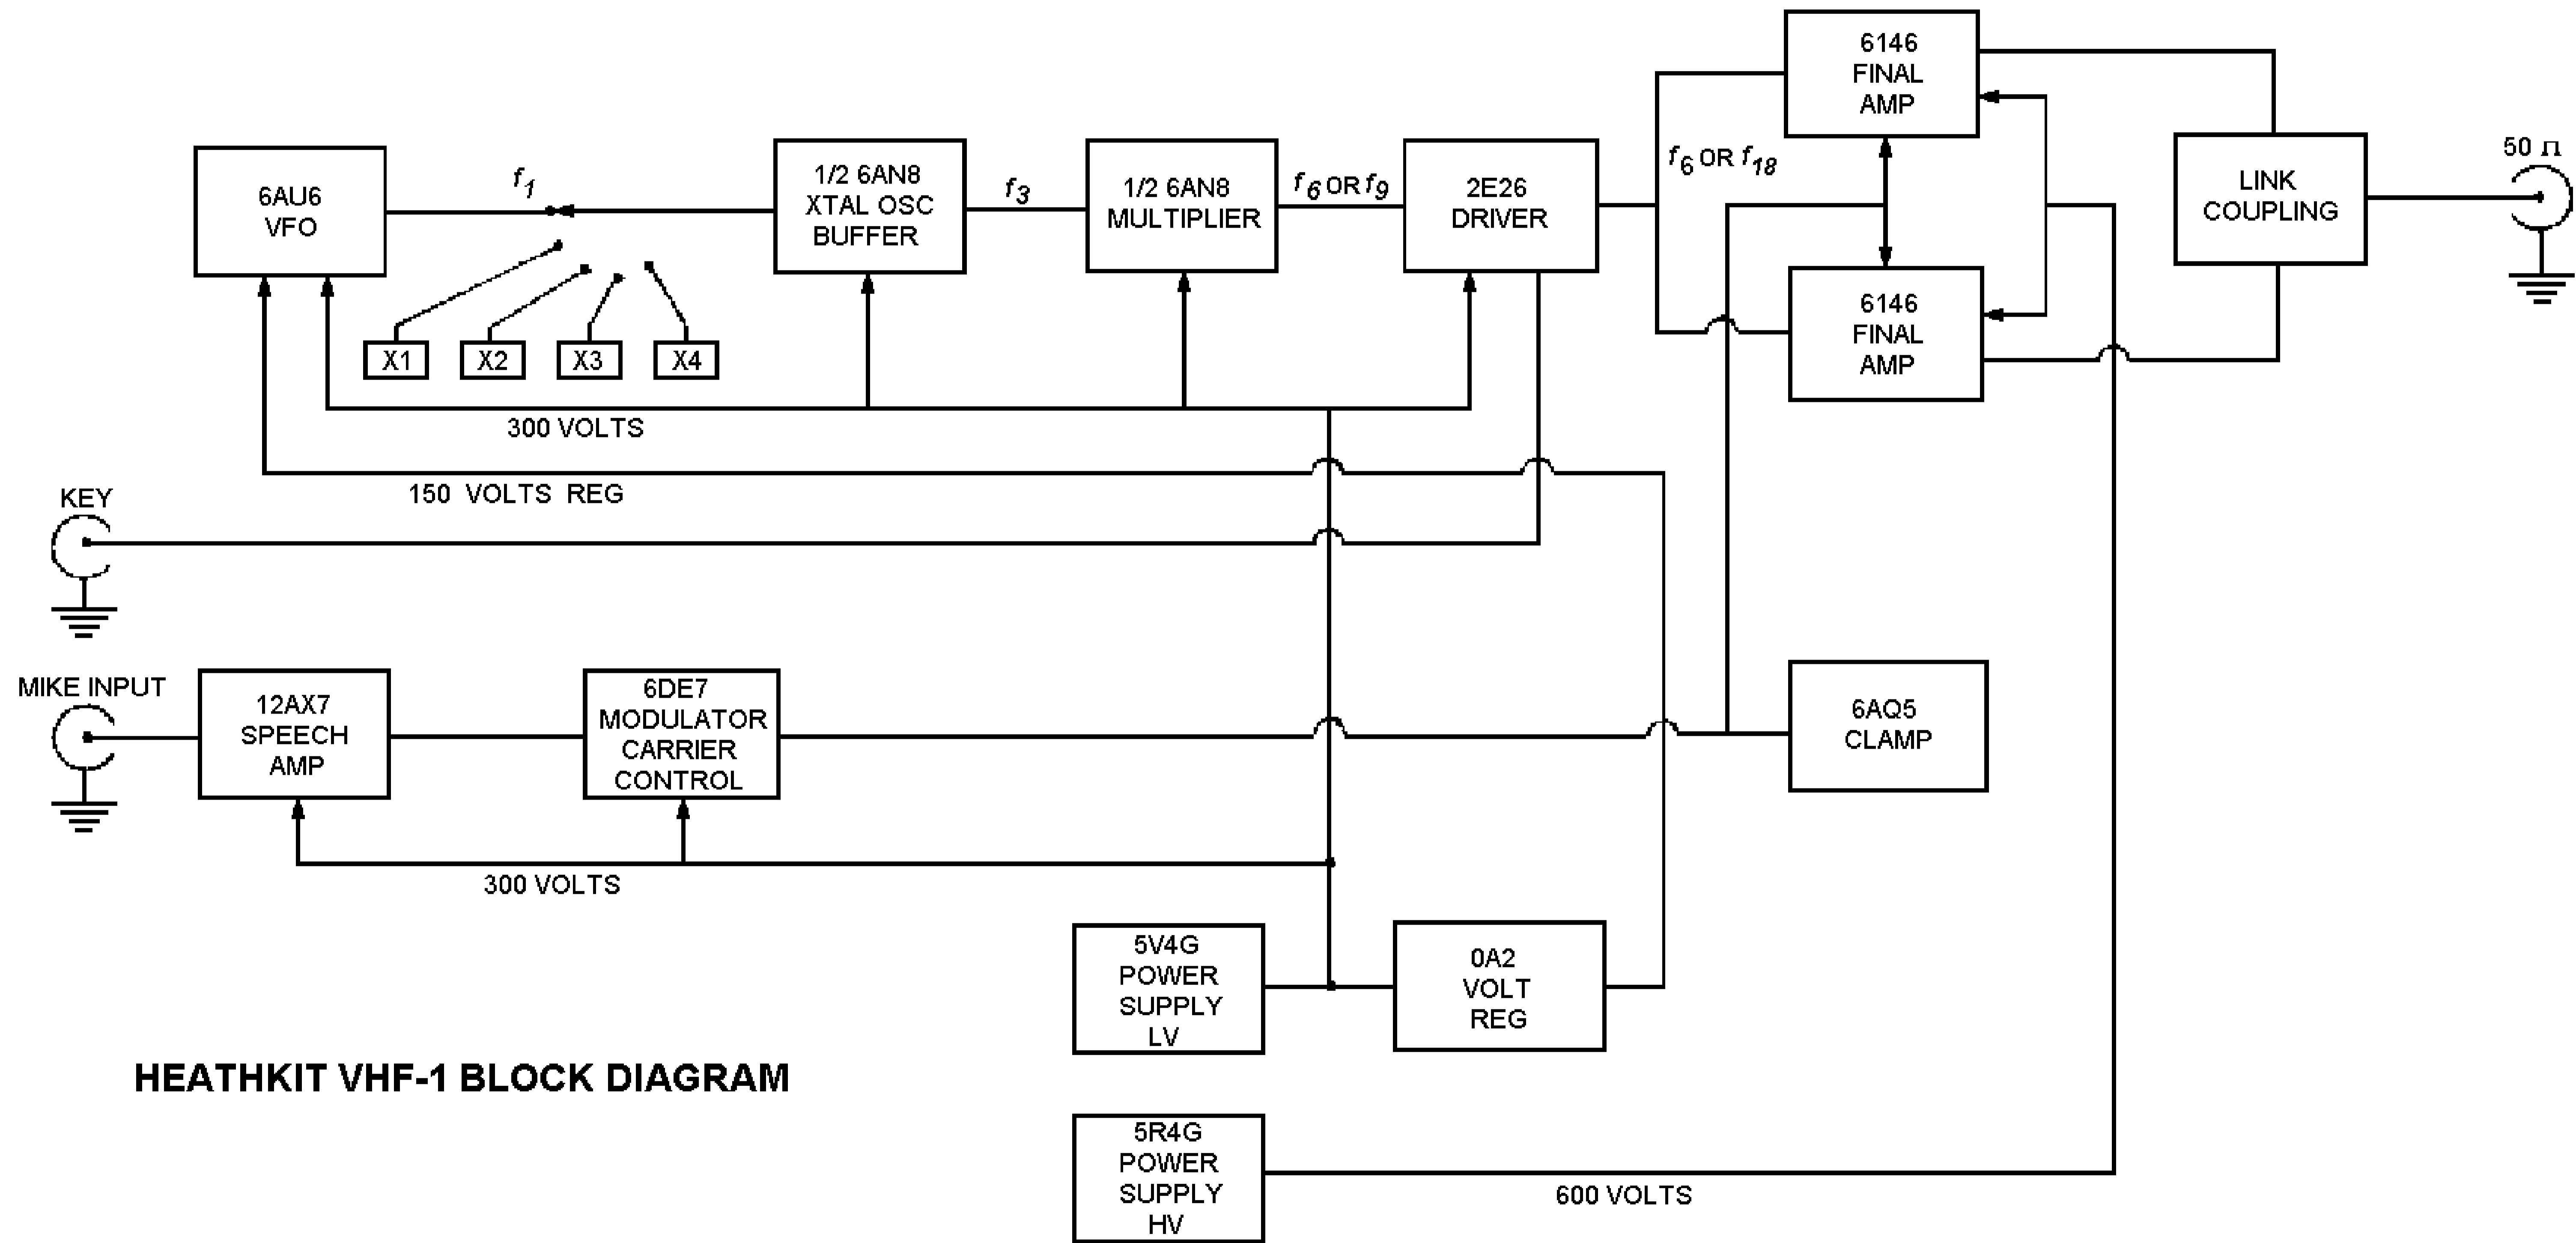 6146
FINAL
AMP
50 Ω
6AU6
VFO
f1
1/2 6AN8
XTAL OSC
BUFFER
f3
1/2 6AN8
MULTIPLIER
f6 OR f9
2E26
DRIVER
f6 OR f18
LINK
COUPLING
6146
FINAL
AMP
X1
X2
X3
X4
300 VOLTS
150 VOLTS REG
KEY
MIKE INPUT
12AX7
SPEECH
AMP
6DE7
MODULATOR
CARRIER
CONTROL
6AQ5
CLAMP
300 VOLTS
5V4G
POWER
SUPPLY
LV
0A2
VOLT
REG
HEATHKIT VHF-1 BLOCK DIAGRAM
5R4G
POWER
SUPPLY
HV
600 VOLTS